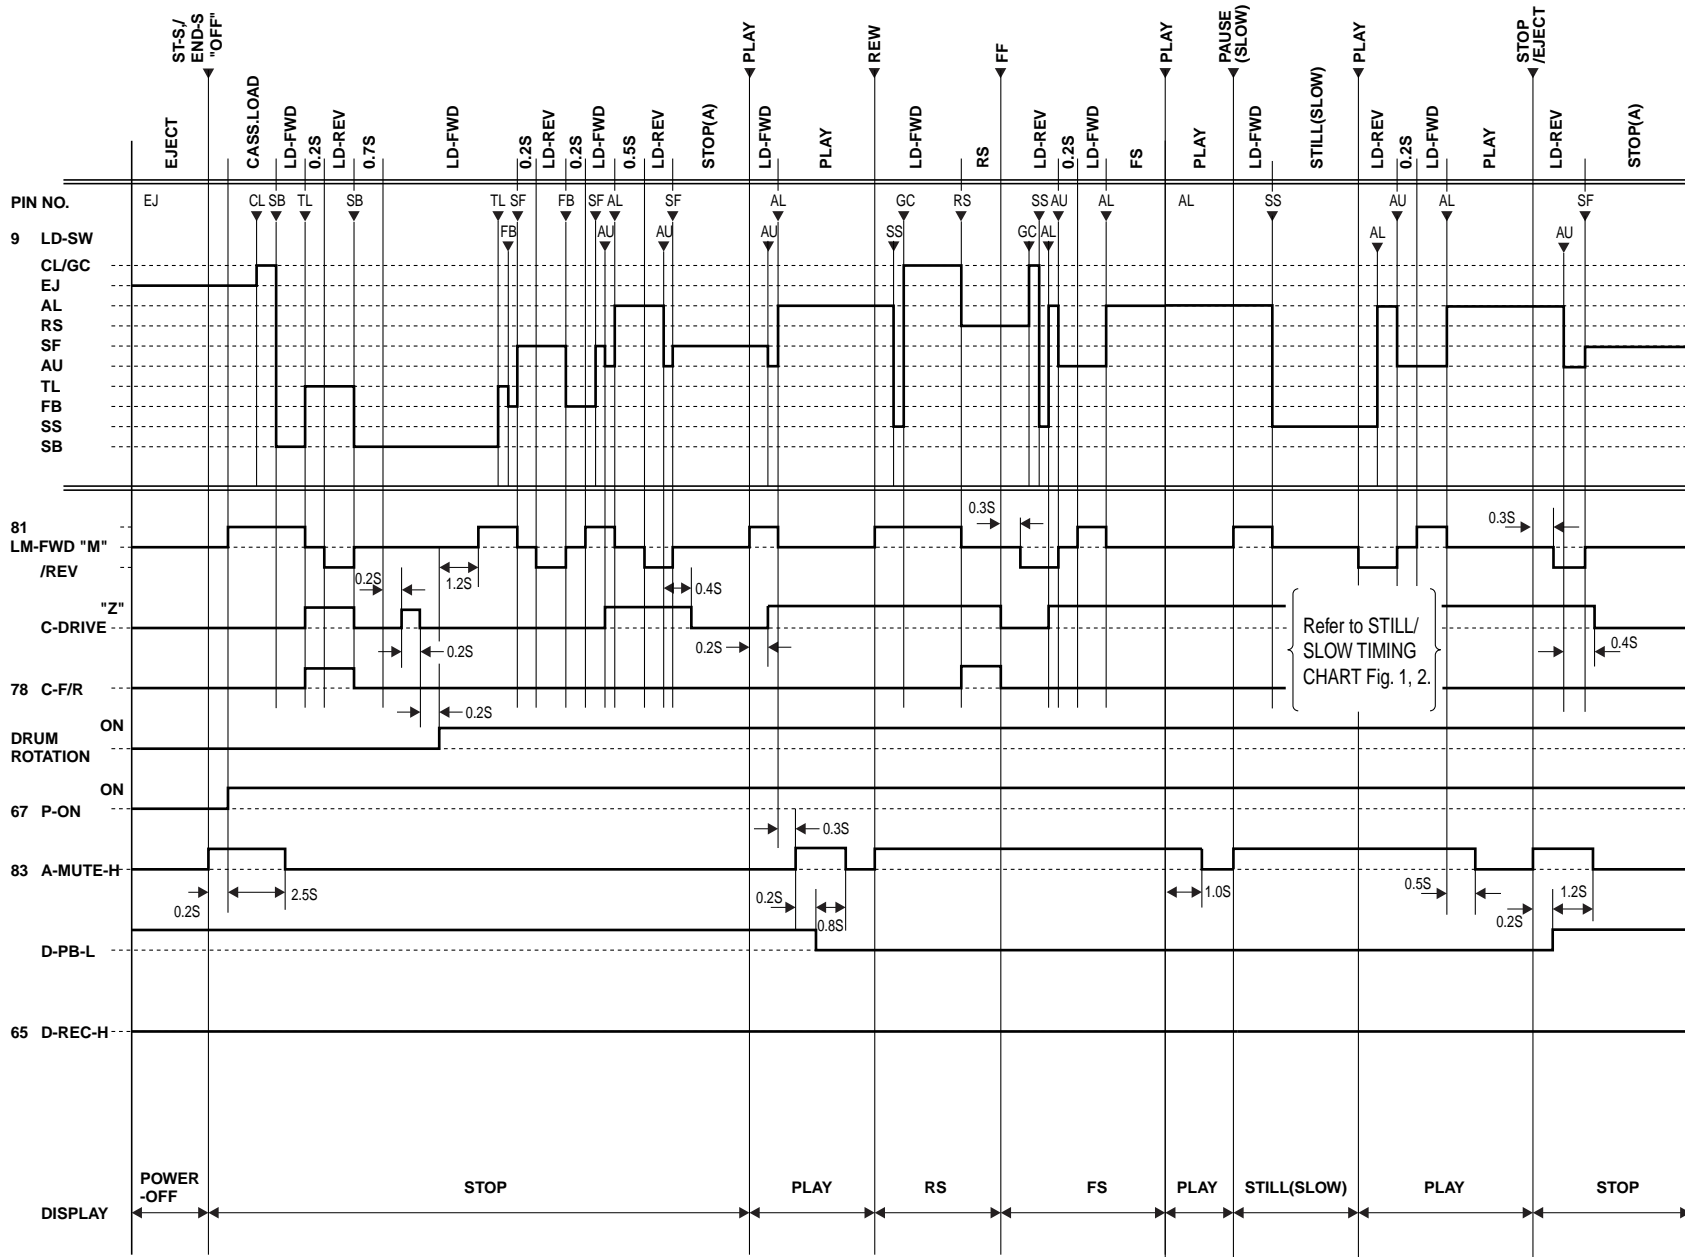 ST-S,/
END-S
"OFF"
PLAY
REW
FF
PLAY
PAUSE
(SLOW)
PLAY
STOP
/EJECT
EJECT
CASS.LOAD
LD-FWD
0.2S
LD-REV
0.7S
LD-FWD
0.2S
LD-REV
0.2S
LD-FWD
0.5S
LD-REV
STOP(A)
LD-FWD
PLAY
LD-FWD
RS
LD-REV
0.2S
LD-FWD
FS
PLAY
LD-FWD
STILL(SLOW)
LD-REV
0.2S
LD-FWD
PLAY
LD-REV
STOP(A)
PIN NO. EJ CL SB TL SB TL SF FB SF AL SF AL GC RS SS AU AL AL SS AU AL SF
9 LD-SW FB AU AU AU SS GC AL AL AU
CL/GC
EJ
AL
RS
SF
AU
TL
FB
SS
SB
81
LM-FWD "M"
/REV
0.3S
0.3S
0.2S
1.2S
0.4S
"Z"
C-DRIVE
0.2S
0.2S
0.4S
Refer to STILL/
SLOW TIMING
CHART Fig. 1, 2.
78 C-F/R
0.2S
ON
DRUM
ROTATION
ON
67 P-ON
0.3S
83 A-MUTE-H
0.2S
2.5S
0.2S
0.8S
1.0S
0.5S
1.2S
0.2S
D-PB-L
65 D-REC-H
POWER
-OFF
STOP
PLAY
RS
FS
PLAY
STILL(SLOW)
PLAY
STOP
DISPLAY